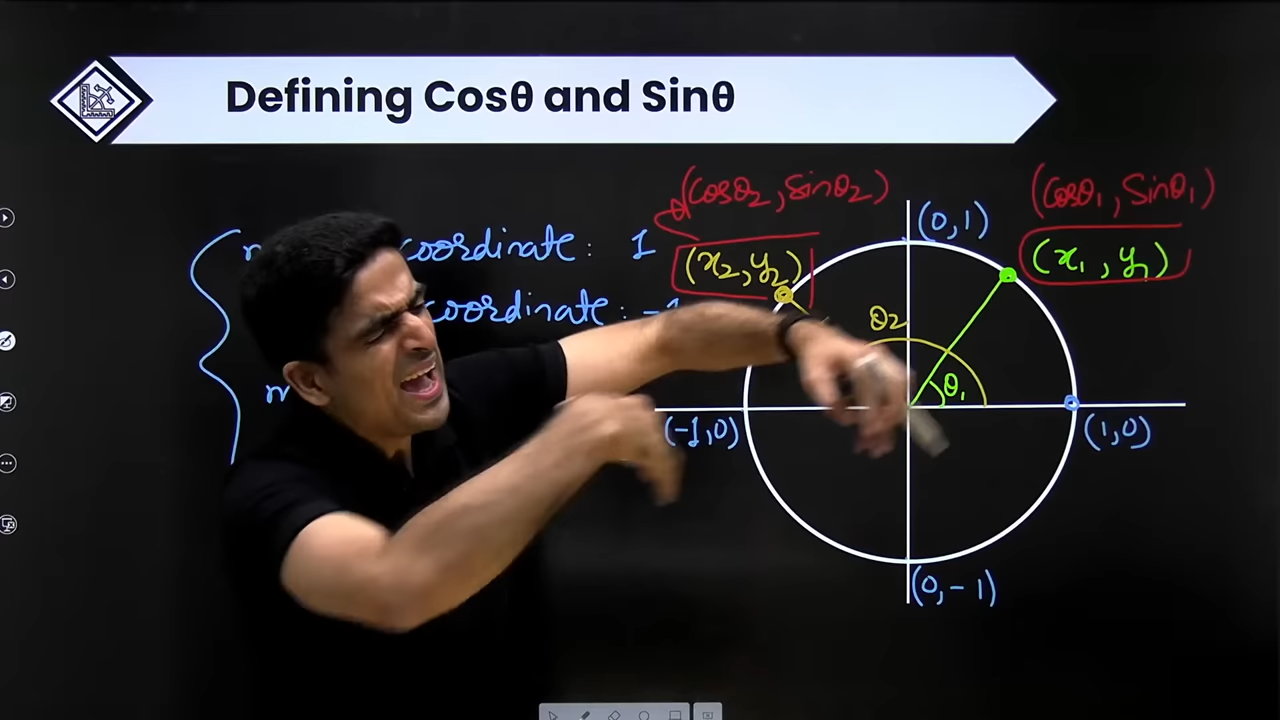 Defining Cosθ and Sinθ
(Cosθ2, Sinθ2)
(Cosθ1, Sinθ1)
(0,1)
coordinate: 1
(x2, y2)
(x1, y1)
coordinate: -1
θ2
θ1
(-1,0)
(1,0)
(0,-1)